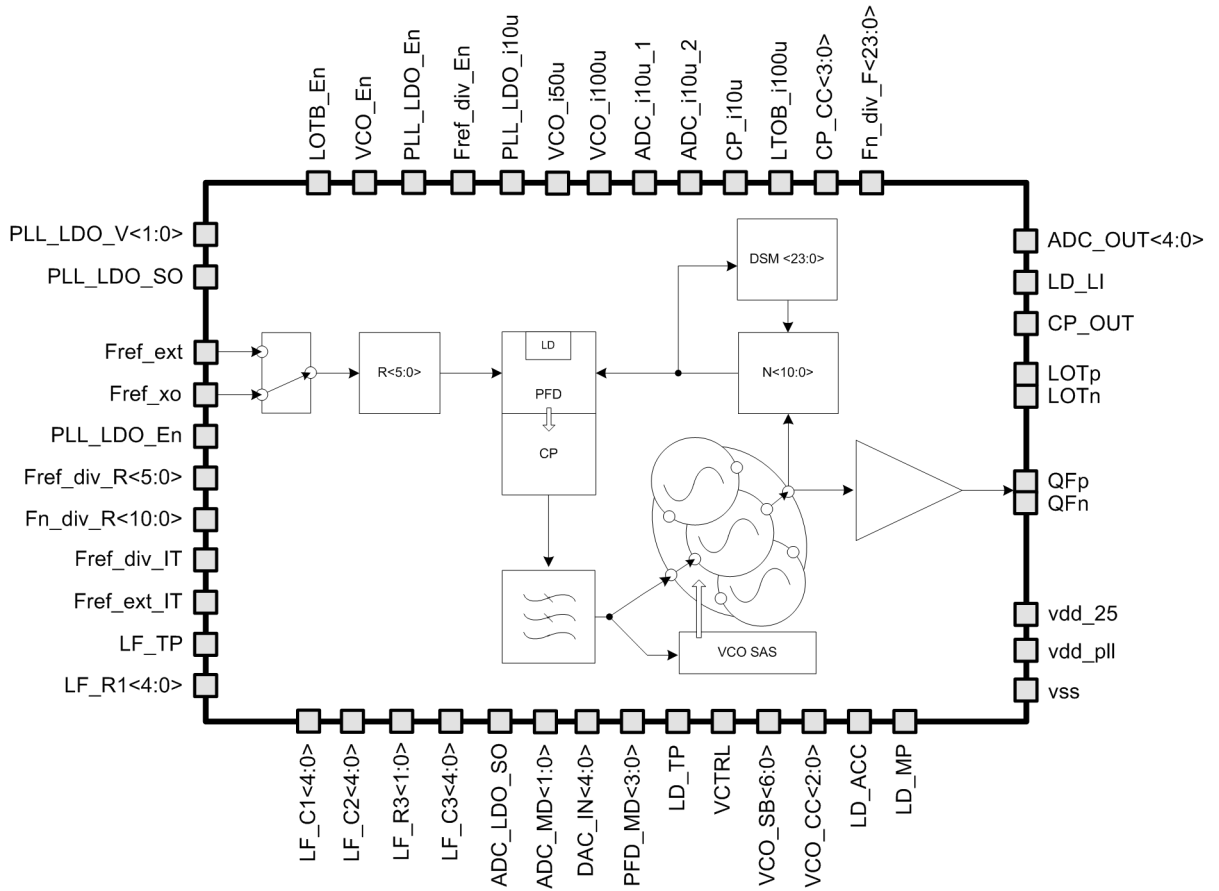 LOTB_En
VCO_En
PLL_LDO_En
Fref_div_En
PLL_LDO_i10u
VCO_i50u
VCO_i100u
ADC_i10u_1
ADC_i10u_2
CP_i10u
LTOB_i100u
CP_CC<3:0>
Fn_div_F<23:0>
PLL_LDO_V<1:0>
PLL_LDO_SO
Fref_ext
Fref_xo
PLL_LDO_En
Fref_div_R<5:0>
Fn_div_R<10:0>
Fref_div_IT
Fref_ext_IT
LF_TP
LF_R1<4:0>
R<5:0>
LD
PFD
CP
DSM <23:0>
N<10:0>
VCO SAS
ADC_OUT<4:0>
LD_LI
CP_OUT
LOTp
LOTn
QFp
QFn
vdd_25
vdd_pll
vss
LF_C1<4:0>
LF_C2<4:0>
LF_R3<1:0>
LF_C3<4:0>
ADC_LDO_SO
ADC_MD<1:0>
DAC_IN<4:0>
PFD_MD<3:0>
LD_TP
VCTRL
VCO_SB<6:0>
VCO_CC<2:0>
LD_ACC
LD_MP